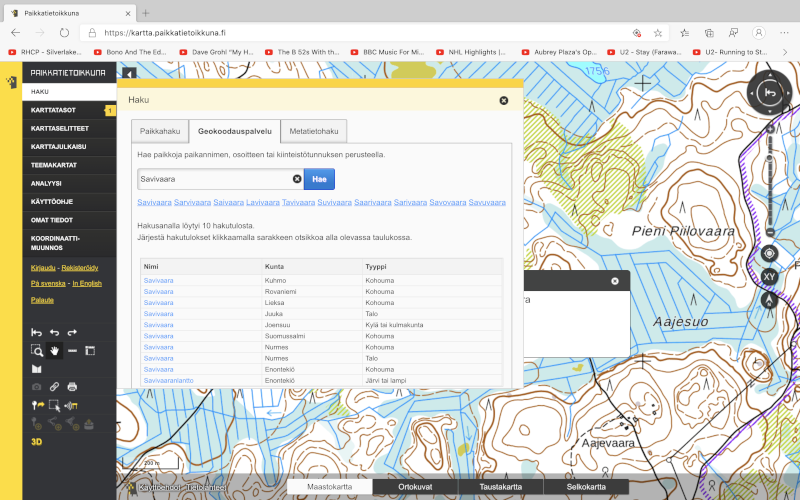 Paikkatietoikkuna
https://kartta.paikkatietoikkuna.fi
RHCP - Silverlake...
Bono And The Ed...
Dave Grohl "My H...
The B 52s With th...
BBC Music For Mi...
NHL Highlights |...
Aubrey Plaza's Op...
U2 - Stay (Faraw...
U2- Running to St...
PAIKKATIETOIKKUNA
HAKU
KARTTATASOT 1
KARTTASELITTEET
KARTTAJULKAISU
TEEMAKARTAT
ANALYYSI
KÄYTTÖOHJE
OMAT TIEDOT
KOORDINAATTI-
MUUNNOS
Kirjaudu - Rekisteröidy
På svenska - In English
Palaute
3D
Haku
Paikkahaku
Geokoodauspalvelu
Metatietohaku
Hae paikkoja paikannimen, osoitteen tai kiinteistötunnuksen perusteella.
Savivaara
Hae
Savivaara Sarvivaara Saivaara Lavivaara Tavivaara Suvivaara Saarivaara Sarivaara Savovaara Savuvaara
Hakusanalla löytyi 10 hakutulosta.
Järjestä hakutulokset klikkaamalla sarakkeen otsikkoa alla olevassa taulukossa.
Nimi Kunta Tyyppi
Savivaara Kuhmo Kohouma
Savivaara Rovaniemi Kohouma
Savivaara Lieksa Kohouma
Savivaara Juuka Talo
Savivaara Joensuu Kylä tai kulmakunta
Savivaara Suomussalmi Kohouma
Savivaara Nurmes Kohouma
Savivaara Nurmes Talo
Savivaara Enontekiö Kohouma
Savivaaranlantto Enontekiö Järvi tai lampi
175,6
Pieni Piilovaara
Aajesuo
Aajevaara
ra
XY
200 m
Käyttöehdot Tietolähteet
Maastokartta
Ortokuvat
Taustakartta
Selkokartta